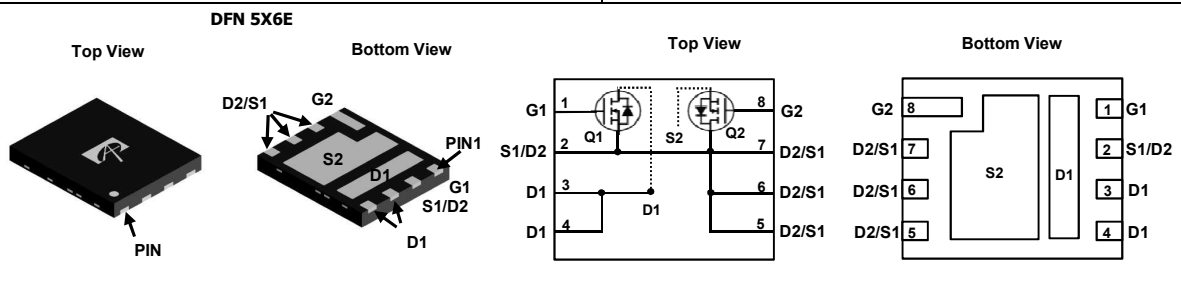 DFN 5X6E
Top View
Bottom View
D2/S1
G2
S2
D1
PIN1
G1
S1/D2
D1
PIN
Top View
G1
1
Q1
S2
Q2
8
G2
S1/D2
2
7
D2/S1
D1
3
D1
6
D2/S1
D1
4
5
D2/S1
Bottom View
G2
8
1
G1
D2/S1
7
2
S1/D2
S2
D1
D2/S1
6
3
D1
D2/S1
5
4
D1